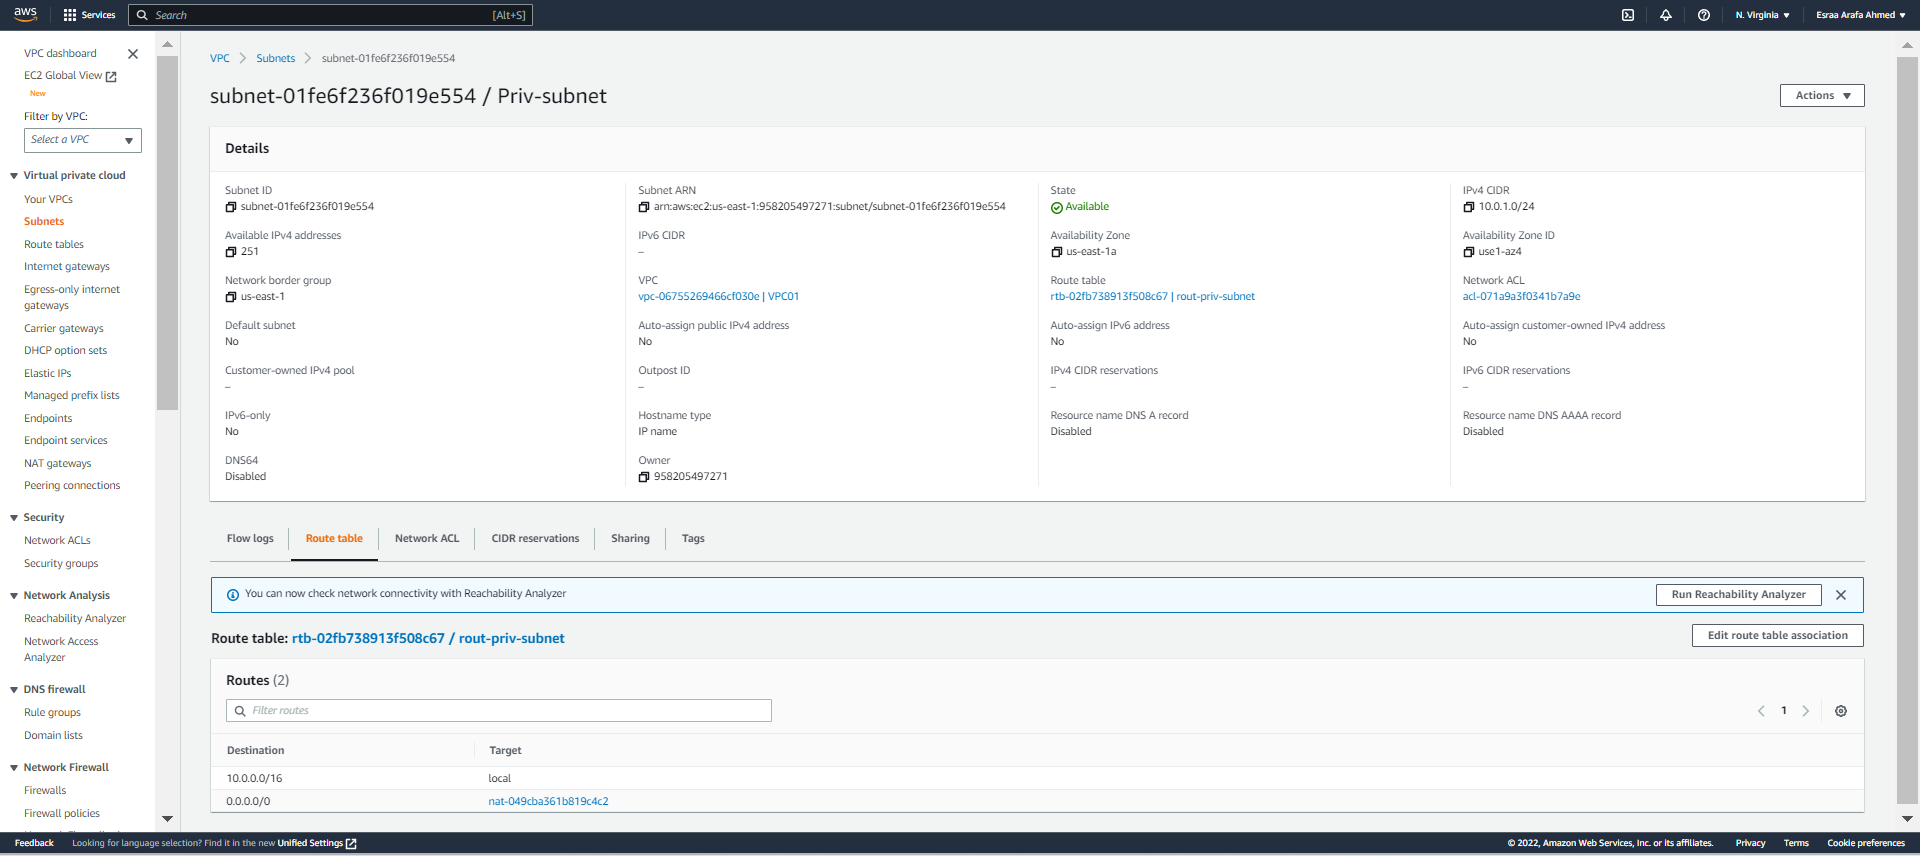 aws
Services
Search
[Alt+S]
N. Virginia
Esraa Arafa Ahmed
VPC dashboard
EC2 Global View
New
Filter by VPC:
Select a VPC
Virtual private cloud
Your VPCs
Subnets
Route tables
Internet gateways
Egress-only internet
gateways
Carrier gateways
DHCP option sets
Elastic IPs
Managed prefix lists
Endpoints
Endpoint services
NAT gateways
Peering connections
Security
Network ACLs
Security groups
Network Analysis
Reachability Analyzer
Network Access
Analyzer
DNS firewall
Rule groups
Domain lists
Network Firewall
Firewalls
Firewall policies
VPC
Subnets
subnet-01fe6f236f019e554
subnet-01fe6f236f019e554 / Priv-subnet
Actions
Details
Subnet ID
subnet-01fe6f236f019e554
Subnet ARN
arn:aws:ec2:us-east-1:958205497271:subnet/subnet-01fe6f236f019e554
State
Available
IPv4 CIDR
10.0.1.0/24
Available IPv4 addresses
251
IPv6 CIDR
–
Availability Zone
us-east-1a
Availability Zone ID
use1-az4
Network border group
us-east-1
VPC
vpc-06755269466cf030e | VPC01
Route table
rtb-02fb738913f508c67 | rout-priv-subnet
Network ACL
acl-071a9a3f0341b7a9e
Default subnet
No
Auto-assign public IPv4 address
No
Auto-assign IPv6 address
No
Auto-assign customer-owned IPv4 address
No
Customer-owned IPv4 pool
–
Outpost ID
–
IPv4 CIDR reservations
–
IPv6 CIDR reservations
–
IPv6-only
No
Hostname type
IP name
Resource name DNS A record
Disabled
Resource name DNS AAAA record
Disabled
DNS64
Disabled
Owner
958205497271
Flow logs
Route table
Network ACL
CIDR reservations
Sharing
Tags
You can now check network connectivity with Reachability Analyzer
Run Reachability Analyzer
Route table: rtb-02fb738913f508c67 / rout-priv-subnet
Edit route table association
Routes (2)
Filter routes
1
Destination
Target
10.0.0.0/16
local
0.0.0.0/0
nat-049cba361b819c4c2
Feedback
Looking for language selection? Find it in the new Unified Settings
© 2022, Amazon Web Services, Inc. or its affiliates.
Privacy
Terms
Cookie preferences